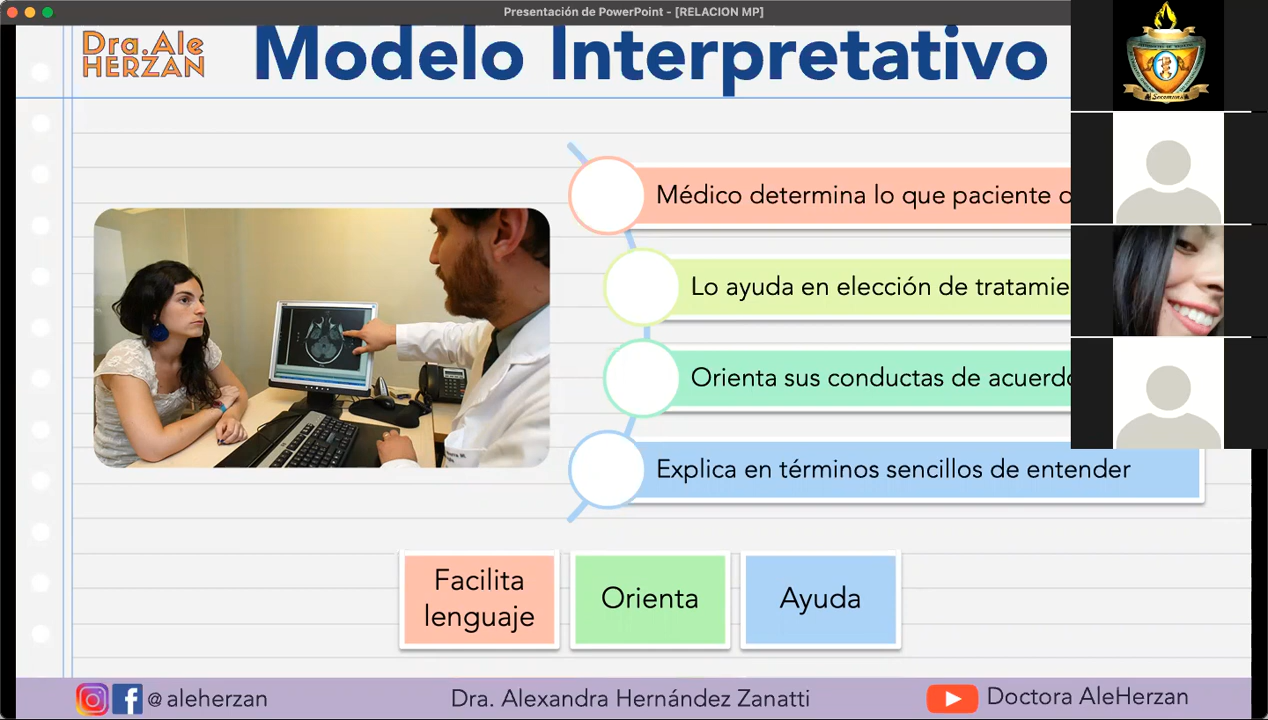 Presentación de PowerPoint - [RELACION MP]
Dra.Ale
HERZAN
Modelo Interpretativo
Médico determina lo que paciente
Lo ayuda en elección de
Orienta sus conductas de
Explica en términos sencillos de entender
Facilita
lenguaje
Orienta
Ayuda
@ aleherzan
Dra. Alexandra Hernández Zanatti
Doctora AleHerzan